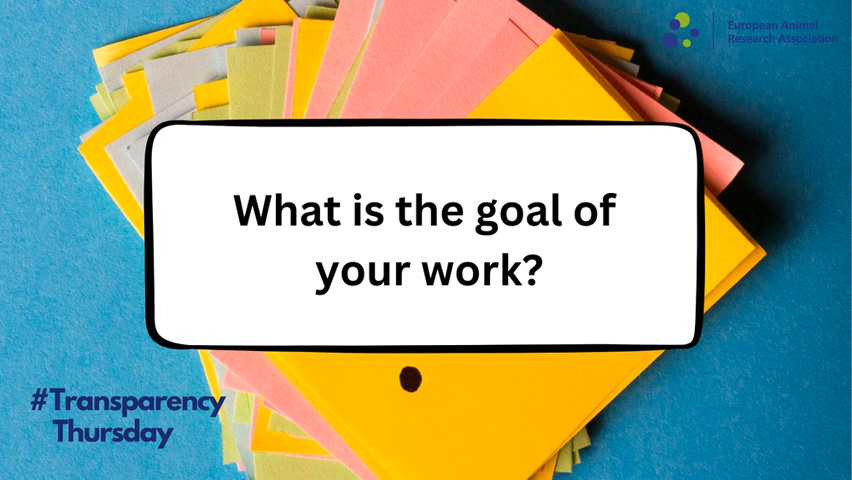 European Animal
Research Association
What is the goal of
your work?
#Transparency
Thursday